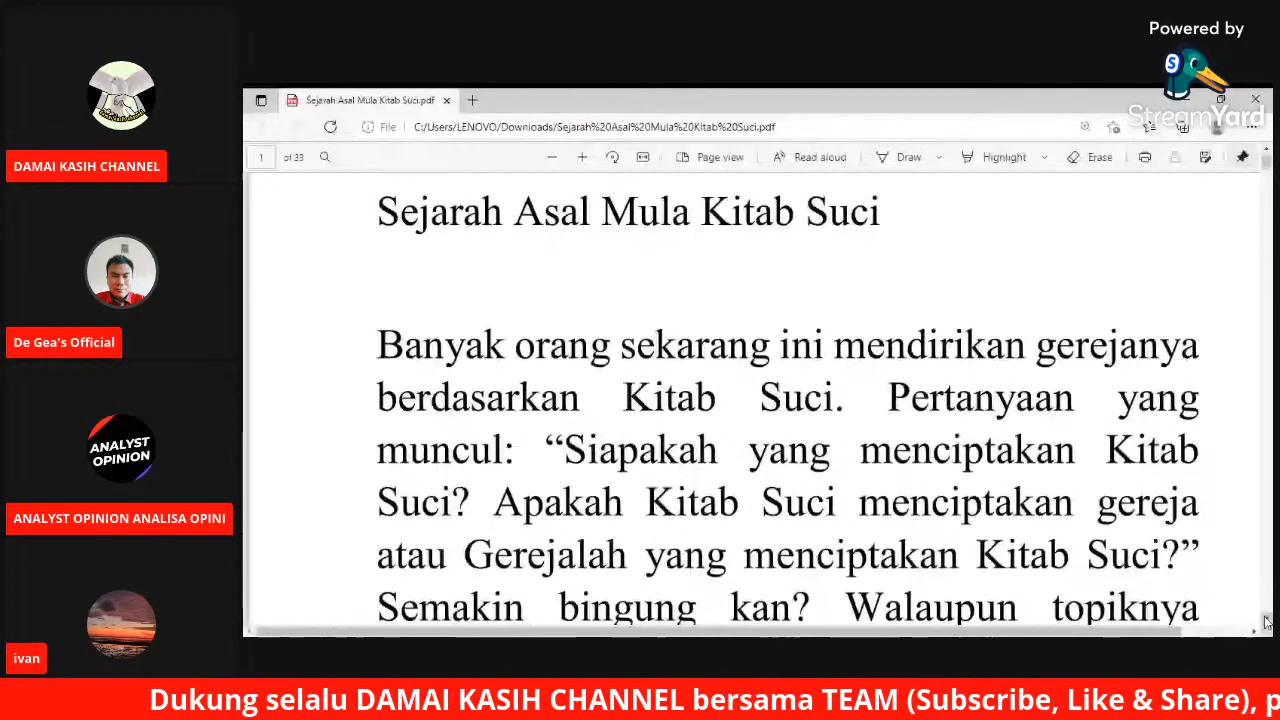 Powered by
StreamYard
DAMAI KASIH CHANNEL
De Gea's Official
ANALYST OPINION
ANALYST OPINION ANALISA OPINI
ivan
Sejarah Asal Mula Kitab Suci.pdf
File C:/Users/LENOVO/Downloads/Sejarah%20Asal%20Mula%20Kitab%20Suci.pdf
1 of 33 Page view Read aloud Draw Highlight Erase
Sejarah Asal Mula Kitab Suci
Banyak orang sekarang ini mendirikan gerejanya
berdasarkan Kitab Suci. Pertanyaan yang
muncul: “Siapakah yang menciptakan Kitab
Suci? Apakah Kitab Suci menciptakan gereja
atau Gerejalah yang menciptakan Kitab Suci?”
Semakin bingung kan? Walaupun topiknya
Dukung selalu DAMAI KASIH CHANNEL bersama TEAM (Subscribe, Like & Share), p